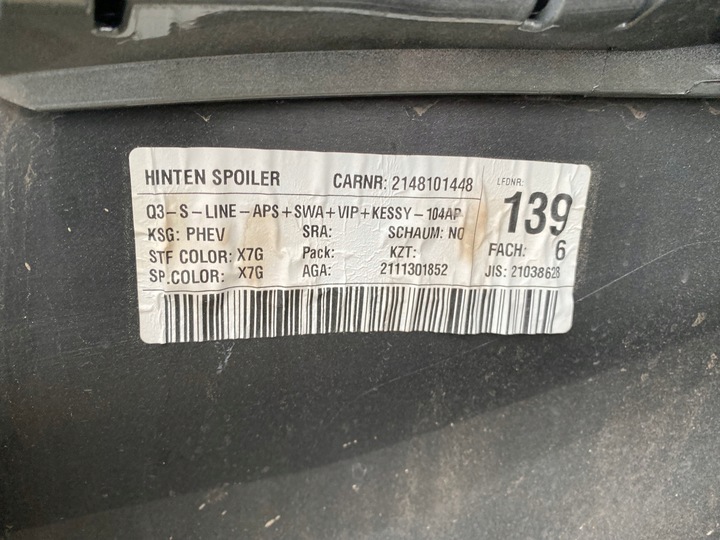 HINTEN SPOILER CARNR: 2148101448 LFDNR:
139
Q3-S-LINE-APS+SWA+VIP+KESSY-104AP
KSG: PHEV SRA: SCHAUM: NO FACH: 6
STF COLOR: X7G Pack: KZT:
SP.COLOR: X7G AGA: 2111301852 JIS: 21038628